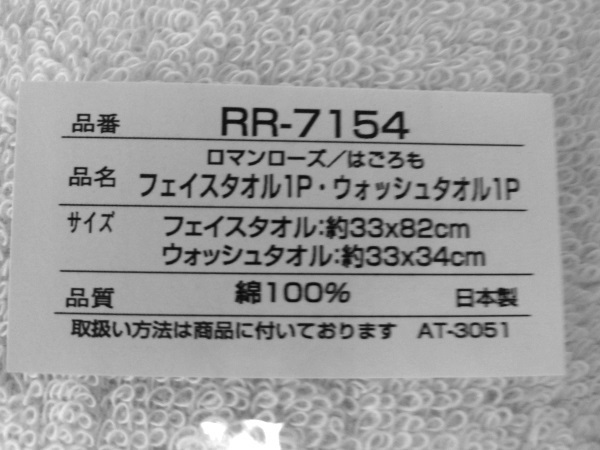 品番 RR-7154
ロマンローズ/はごろも
品名 フェイスタオル1P・ウォッシュタオル1P
サイズ フェイスタオル:約33x82cm
ウォッシュタオル:約33x34cm
品質 綿100% 日本製
取扱い方法は商品に付いております AT-3051